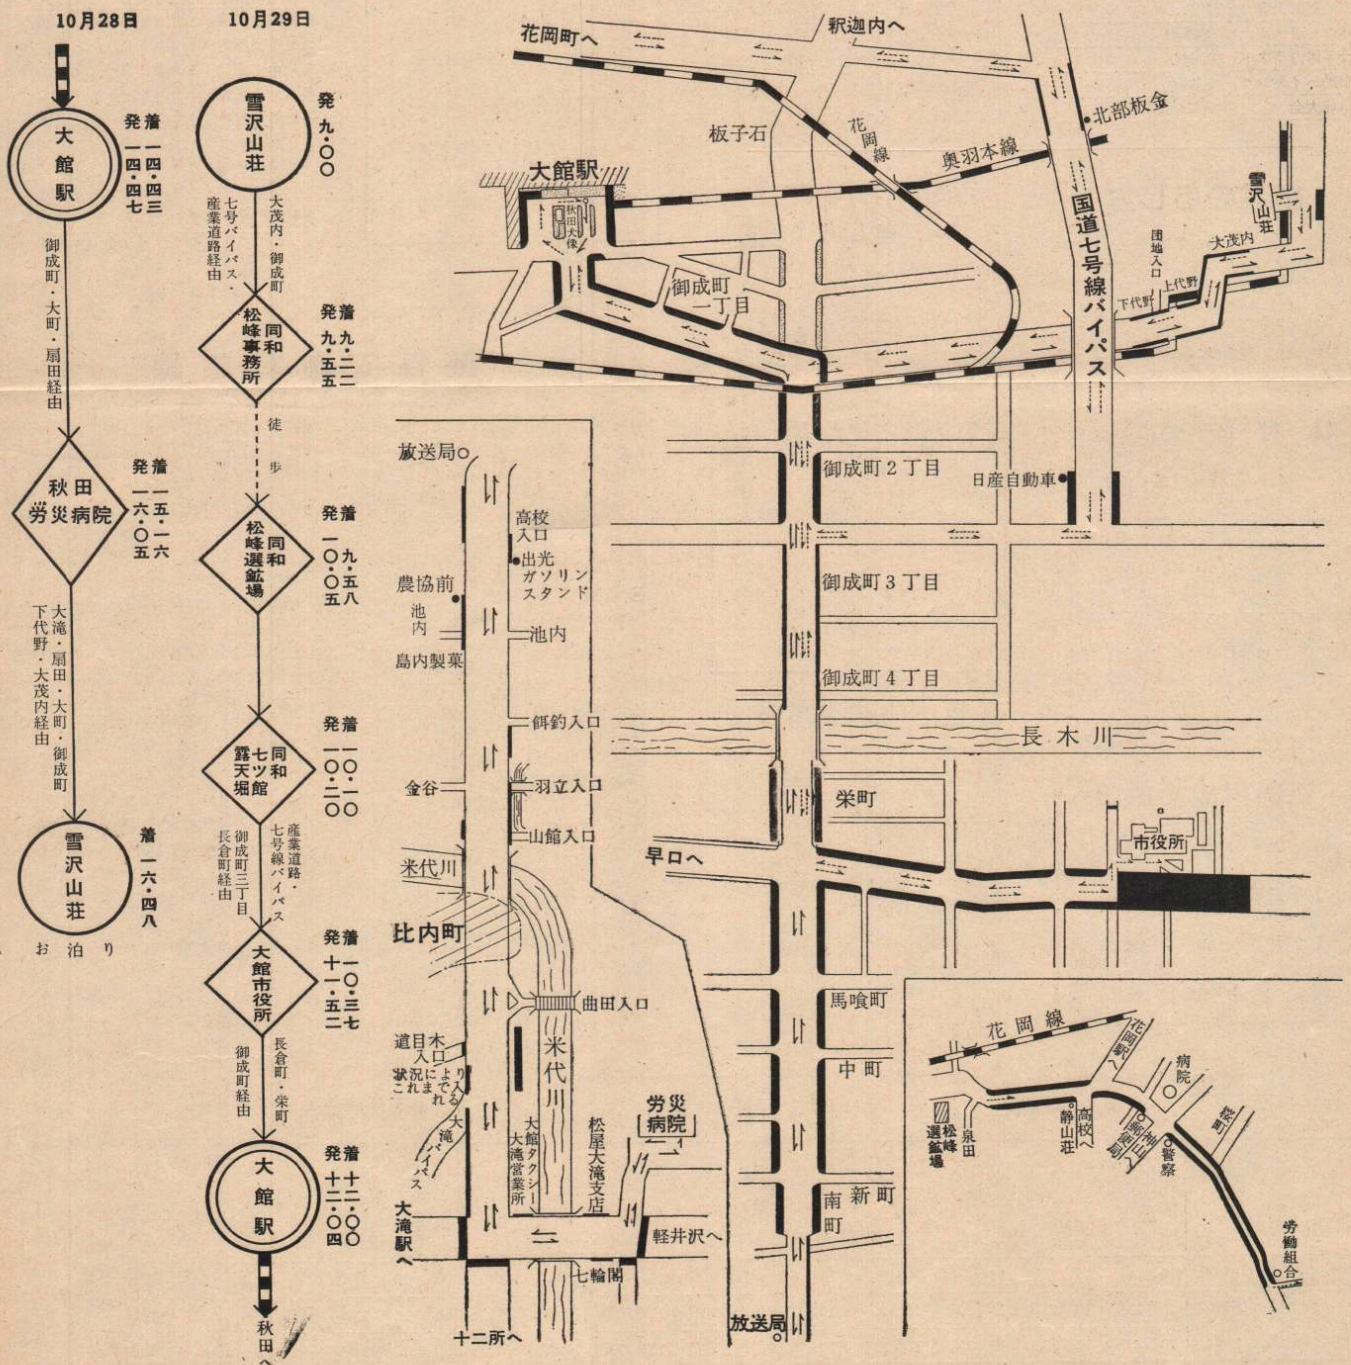 10月28日
大館駅
着 一四・四三
発 一四・四七
御成町・大町・扇田経由
秋田
労災病院
着 一五・一六
発 一六・〇五
大滝・扇田・大町・御成町
下代野・大茂内経由
雪沢山荘
着 一六・四八
お泊り
10月29日
雪沢山荘
発 九・〇〇
大茂内・御成町
七号バイパス・
産業道路経由
同和
松峰事務所
着 九・二二
発 九・五五
徒歩
同和
松峰選鉱場
着 九・五八
発 一〇・〇五
同和
七ツ館
露天堀
着 一〇・一〇
発 一〇・二〇
産業道路・
七号線バイパス
御成町三丁目
長倉町経由
大館市役所
着 一〇・三七
発 十一・五二
長倉町・栄町
御成町経由
大館駅
着 十二・〇〇
発 十二・〇四
秋田へ
花岡町へ
釈迦内へ
板子石
花岡線
奥羽本線
北部板金
大館駅
秋田犬像
国道七号線バイパス
雪沢山荘
大茂内
団地入口
上代野
下代野
御成町
一丁目
御成町2丁目
日産自動車
御成町3丁目
御成町4丁目
長木川
栄町
早口へ
市役所
馬喰町
中町
新町
南町
放送局
放送局
高校
入口
出光
ガソリン
スタンド
農協前
池内
池内
島内製菓
餌釣入口
金谷
羽立入口
山館入口
米代川
比内町
曲田入口
道目木
入口
状況により
これまで入る
大滝バイパス
米代川
大館タクシー
大滝営業所
松屋大滝支店
労災
病院
大滝駅へ
軽井沢へ
七輪閣
十二所へ
花岡線
花岡駅へ
病院
松峰
選鉱場
泉田
静山荘
高校へ
警察
労働組合